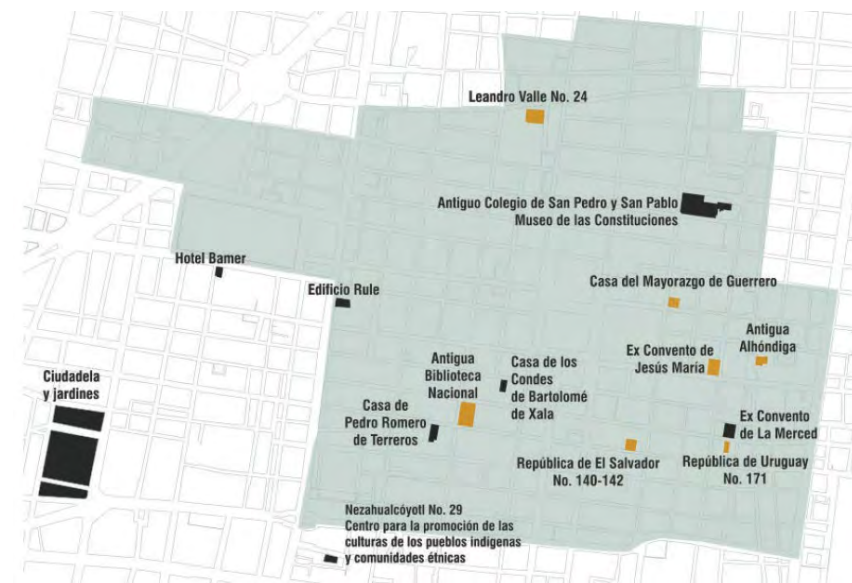 Leandro Valle No. 24
Antiguo Colegio de San Pedro y San Pablo
Museo de las Constituciones
Hotel Bamer
Edificio Rule
Casa del Mayorazgo de Guerrero
Antigua
Alhóndiga
Ex Convento de
Jesús María
Antigua
Biblioteca
Nacional
Casa de los
Condes
de Bartolomé
de Xala
Ciudadela
y jardines
Casa de
Pedro Romero
de Terreros
Ex Convento
de La Merced
República de El Salvador
No. 140-142
República de Uruguay
No. 171
Nezahualcóyotl No. 29
Centro para la promoción de las
culturas de los pueblos indígenas
y comunidades étnicas